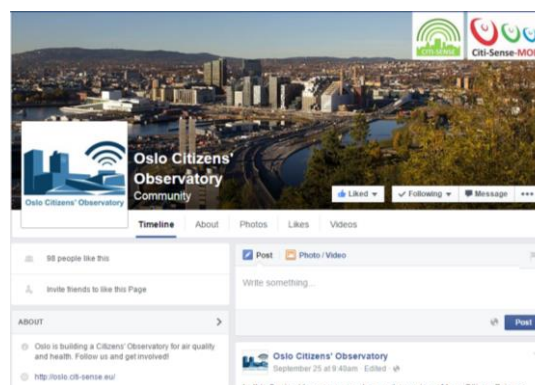 CITI-SENSE
Citi-Sense-MO
Oslo Citizens'
Observatory
Community
Oslo Citizens' Observatory
Liked
Following
Message
Timeline About Photos Likes Videos
98 people like this
Invite friends to like this Page
ABOUT
Oslo is building a Citizens' Observatory for air quality
and health. Follow us and get involved!
http://oslo.citi-sense.eu/
Post Photo / Video
Write something...
Post
Oslo Citizens' Observatory
September 25 at 9:40am · Edited ·